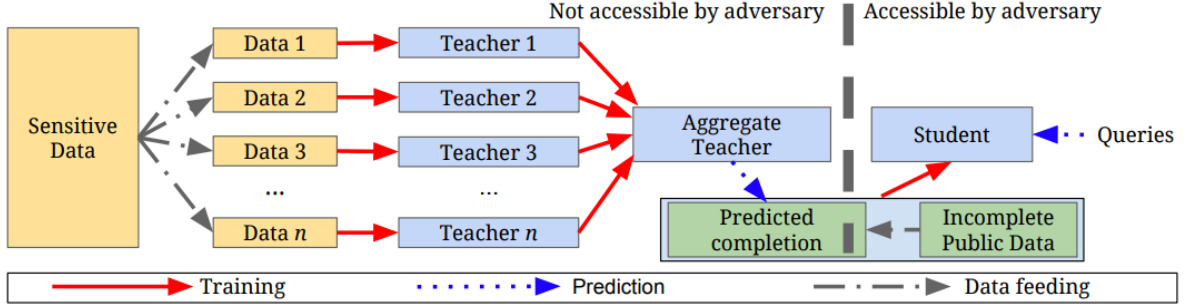 Not accessible by adversary
Accessible by adversary
Sensitive
Data
Data 1
Teacher 1
Data 2
Teacher 2
Data 3
Teacher 3
...
...
Data n
Teacher n
Aggregate
Teacher
Student
Queries
Predicted
completion
Incomplete
Public Data
Training
Prediction
Data feeding